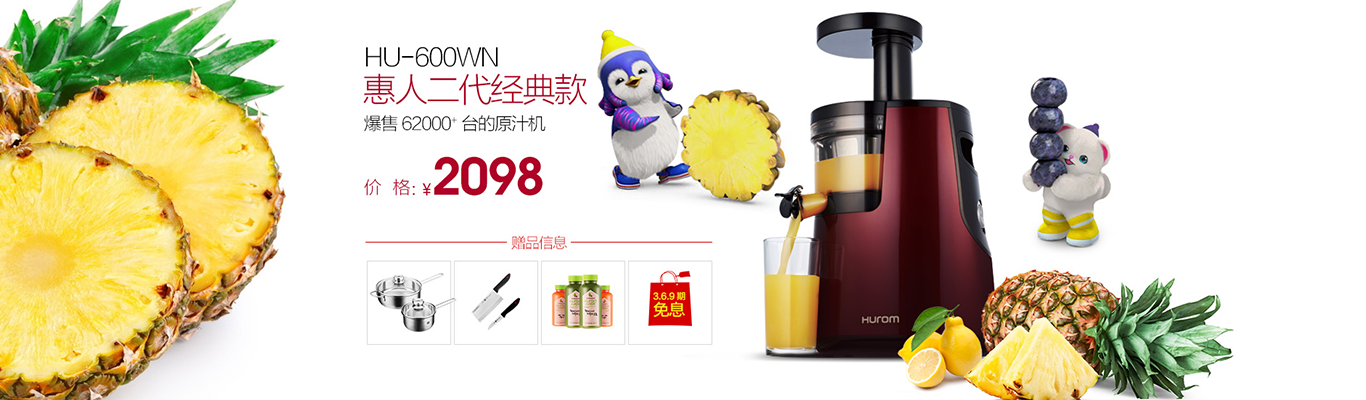 HU-600WN
惠人二代经典款
爆售 62000+ 台的原汁机
价 格: ¥2098
赠品信息
3.6.9 期
免息
HUROM